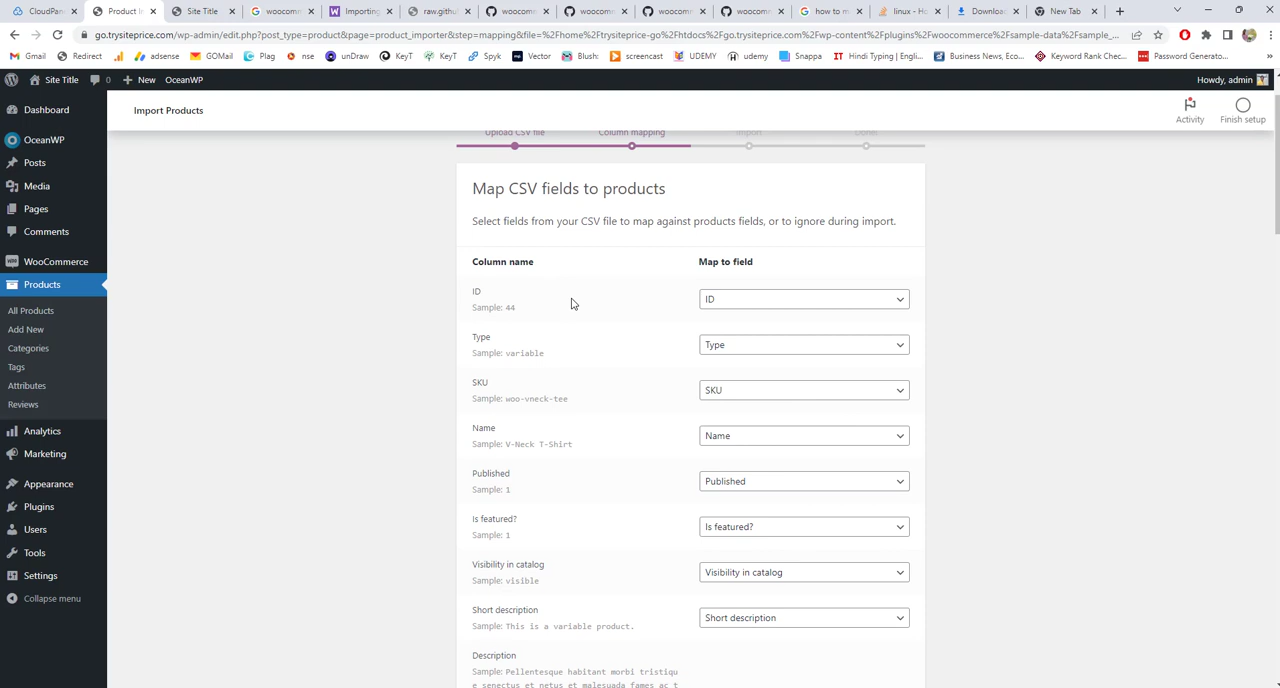 CloudPan
Product I
Site Title
woocomm
Importing
raw.githu
woocomm
woocomm
woocomm
woocomm
how to m
linux - Ho
Downloa
New Tab
go.trysiteprice.com/wp-admin/edit.php?post_type=product&page=product_importer&step=mapping&file=%2Fhome%2Ftrysiteprice-go%2Fhtdocs%2Fgo.trysiteprice.com%2Fwp-content%2Fplugins%2Fwoocommerce%2Fsample-data%2Fsample_...
Gmail
Redirect
adsense
GOMail
Plag
nse
unDraw
KeyT
KeyT
Spyk
Vector
Blush:
screencast
UDEMY
udemy
Snappa
IT Hindi Typing | Engli...
Business News, Eco...
Keyword Rank Chec...
Password Generato...
Site Title
0
New
OceanWP
Howdy, admin
Dashboard
OceanWP
Posts
Media
Pages
Comments
WooCommerce
Products
All Products
Add New
Categories
Tags
Attributes
Reviews
Analytics
Marketing
Appearance
Plugins
Users
Tools
Settings
Collapse menu
Import Products
Activity
Finish setup
Upload CSV file
Column mapping
Import
Done!
Map CSV fields to products
Select fields from your CSV file to map against products fields, or to ignore during import.
Column name
Map to field
ID
Sample: 44
ID
Type
Sample: variable
Type
SKU
Sample: woo-vneck-tee
SKU
Name
Sample: V-Neck T-Shirt
Name
Published
Sample: 1
Published
Is featured?
Sample: 1
Is featured?
Visibility in catalog
Sample: visible
Visibility in catalog
Short description
Sample: This is a variable product.
Short description
Description
Sample: Pellentesque habitant morbi tristiqu
e senectus et netus et malesuada fames ac t